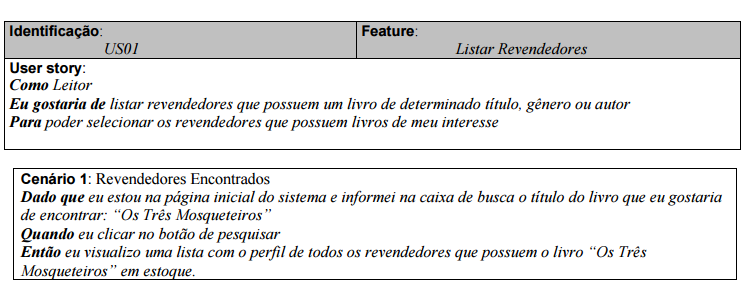 Identificação:
US01
Feature:
Listar Revendedores
User story:
Como Leitor
Eu gostaria de listar revendedores que possuem um livro de determinado título, gênero ou autor
Para poder selecionar os revendedores que possuem livros de meu interesse
Cenário 1: Revendedores Encontrados
Dado que eu estou na página inicial do sistema e informei na caixa de busca o título do livro que eu gostaria
de encontrar: “Os Três Mosqueteiros”
Quando eu clicar no botão de pesquisar
Então eu visualizo uma lista com o perfil de todos os revendedores que possuem o livro “Os Três
Mosqueteiros” em estoque.